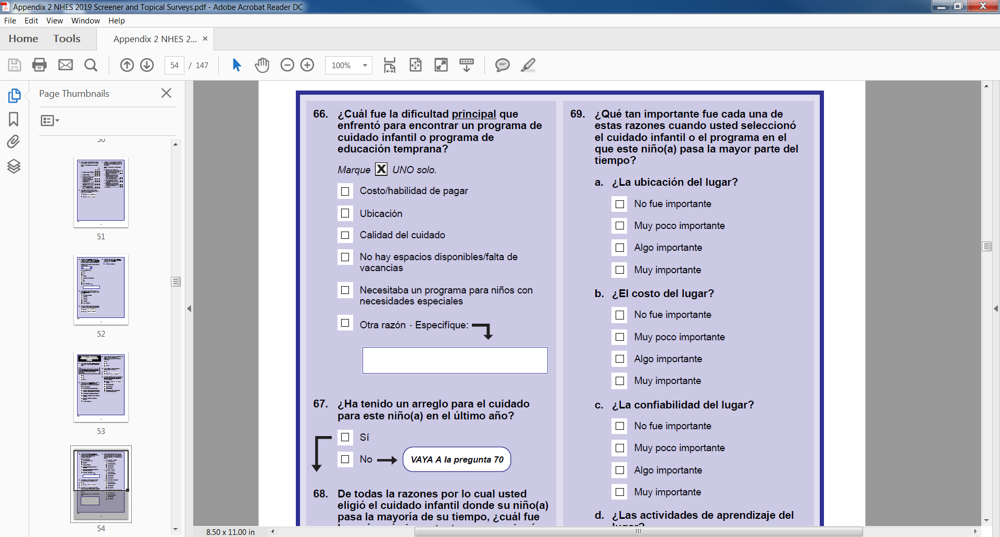 Appendix 2 NHES 2019 Screener and Topical Surveys.pdf - Adobe Acrobat Reader DC
File Edit View Window Help
Home Tools Appendix 2 NHES 2... ×
54 / 147 100%
Page Thumbnails
50
51
52
53
54
66. ¿Cuál fue la dificultad principal que
enfrentó para encontrar un programa de
cuidado infantil o programa de
educación temprana?
Marque X UNO solo.
Costo/habilidad de pagar
Ubicación
Calidad del cuidado
No hay espacios disponibles/falta de
vacancias
Necesitaba un programa para niños con
necesidades especiales
Otra razón - Especifíque:
67. ¿Ha tenido un arreglo para el cuidado
para este niño(a) en el último año?
Sí
No VAYA A la pregunta 70
68. De todas la razones por lo cual usted
eligió el cuidado infantil donde su niño(a)
pasa la mayoría de su tiempo, ¿cuál fue
69. ¿Qué tan importante fue cada una de
estas razones cuando usted seleccionó
el cuidado infantil o el programa en el
que este niño(a) pasa la mayor parte del
tiempo?
a. ¿La ubicación del lugar?
No fue importante
Muy poco importante
Algo importante
Muy importante
b. ¿El costo del lugar?
No fue importante
Muy poco importante
Algo importante
Muy importante
c. ¿La confiabilidad del lugar?
No fue importante
Muy poco importante
Algo importante
Muy importante
d. ¿Las actividades de aprendizaje del
lugar?
8.50 x 11.00 in